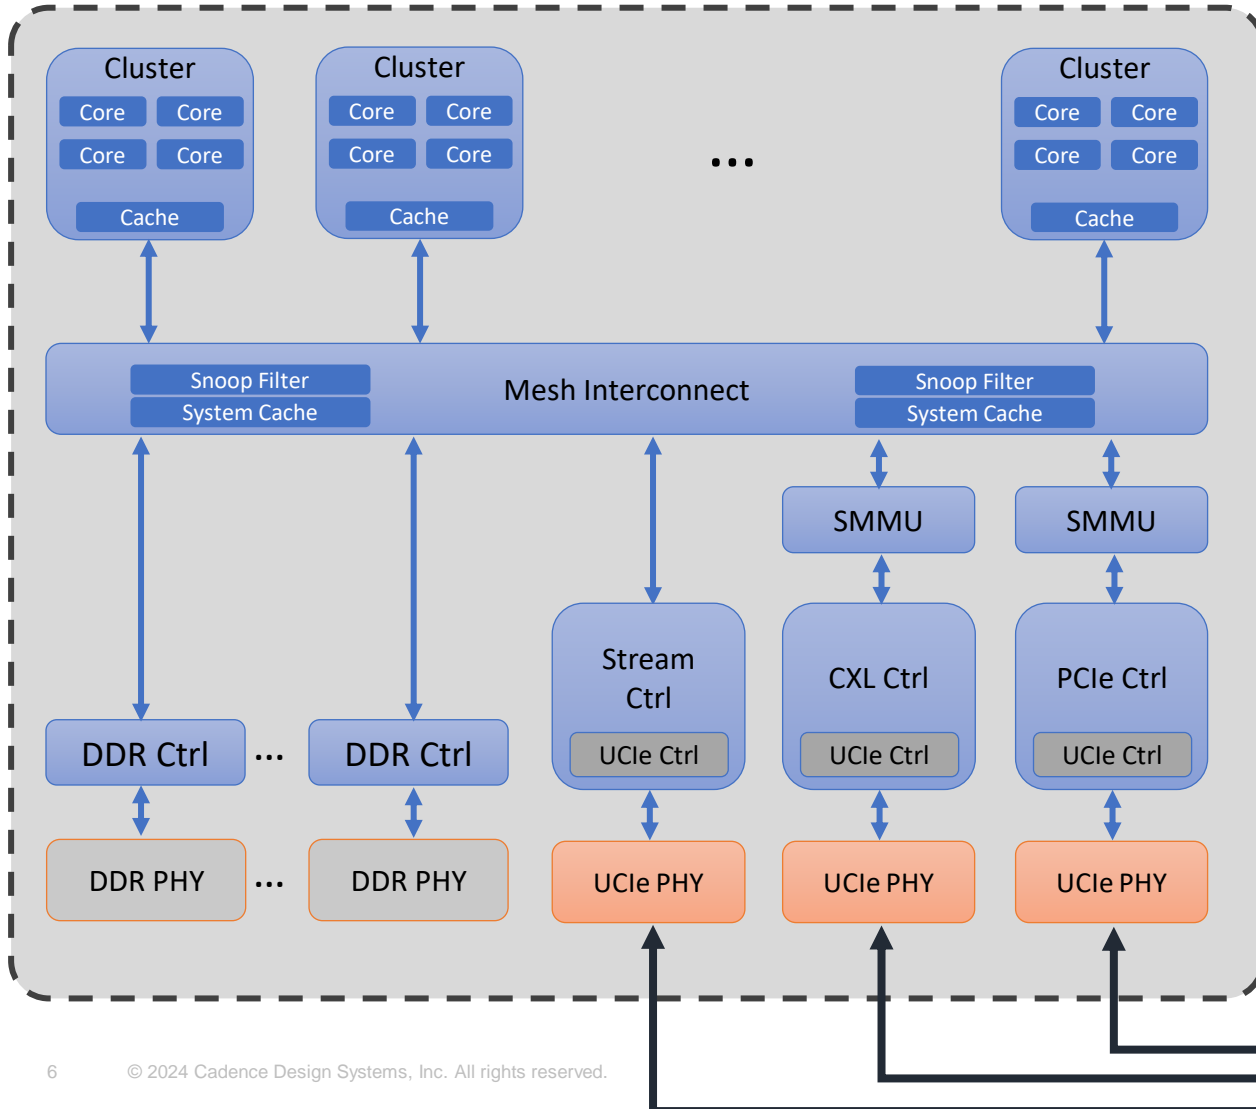 Cluster
Core Core
Core Core
Cache
Cluster
Core Core
Core Core
Cache
...
Cluster
Core Core
Core Core
Cache
Snoop Filter
System Cache
Mesh Interconnect
Snoop Filter
System Cache
SMMU
SMMU
Stream
Ctrl
UCIe Ctrl
CXL Ctrl
UCIe Ctrl
PCIe Ctrl
UCIe Ctrl
DDR Ctrl ... DDR Ctrl
DDR PHY ... DDR PHY
UCIe PHY
UCIe PHY
UCIe PHY
6 © 2024 Cadence Design Systems, Inc. All rights reserved.